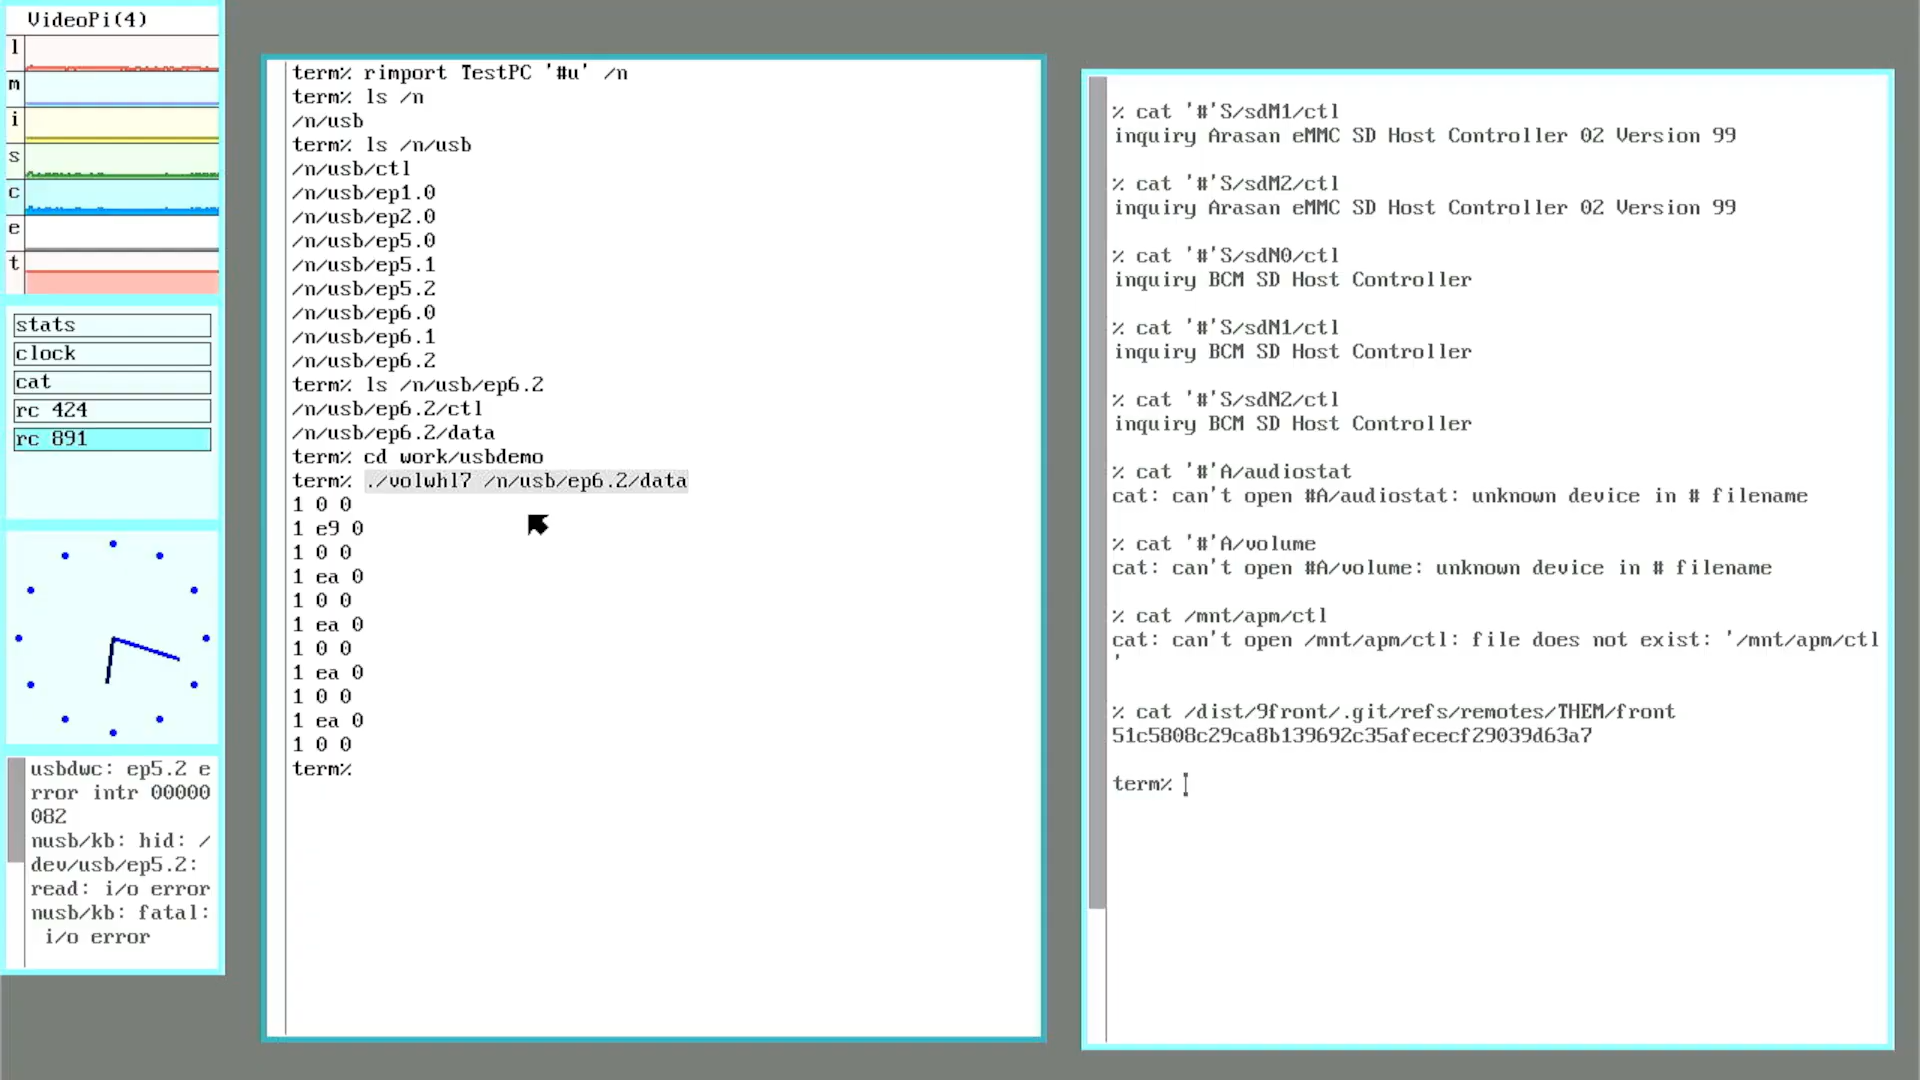 VideoPi(4)
l
m
i
s
c
e
t
stats
clock
cat
rc 424
rc 891
usbdwc: ep5.2 e
rror intr 00000
082
nusb/kb: hid: /
dev/usb/ep5.2:
read: i/o error
nusb/kb: fatal:
i/o error
term% rimport TestPC '#u' /n
term% ls /n
/n/usb
term% ls /n/usb
/n/usb/ctl
/n/usb/ep1.0
/n/usb/ep2.0
/n/usb/ep5.0
/n/usb/ep5.1
/n/usb/ep5.2
/n/usb/ep6.0
/n/usb/ep6.1
/n/usb/ep6.2
term% ls /n/usb/ep6.2
/n/usb/ep6.2/ctl
/n/usb/ep6.2/data
term% cd work/usbdemo
term% ./volwhl7 /n/usb/ep6.2/data
1 0 0
1 e9 0
1 0 0
1 ea 0
1 0 0
1 ea 0
1 0 0
1 ea 0
1 0 0
1 ea 0
1 0 0
term%
% cat '#'S/sdM1/ctl
inquiry Arasan eMMC SD Host Controller 02 Version 99
% cat '#'S/sdM2/ctl
inquiry Arasan eMMC SD Host Controller 02 Version 99
% cat '#'S/sdN0/ctl
inquiry BCM SD Host Controller
% cat '#'S/sdN1/ctl
inquiry BCM SD Host Controller
% cat '#'S/sdN2/ctl
inquiry BCM SD Host Controller
% cat '#'A/audiostat
cat: can't open #A/audiostat: unknown device in # filename
% cat '#'A/volume
cat: can't open #A/volume: unknown device in # filename
% cat /mnt/apm/ctl
cat: can't open /mnt/apm/ctl: file does not exist: '/mnt/apm/ctl
'
% cat /dist/9front/.git/refs/remotes/THEM/front
51c5808c29ca8b139692c35afececf29039d63a7
term%